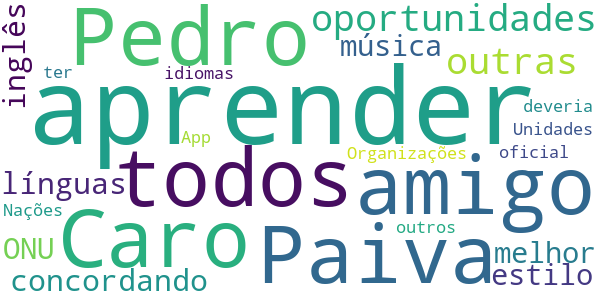 inglês
Pedro
oportunidades
música
outras
ter
idiomas
aprender
deveria
App
Unidades
todos
Organizações
oficial
línguas
amigo
Nações
Caro
Paiva
outros
ONU
melhor
concordando
estilo